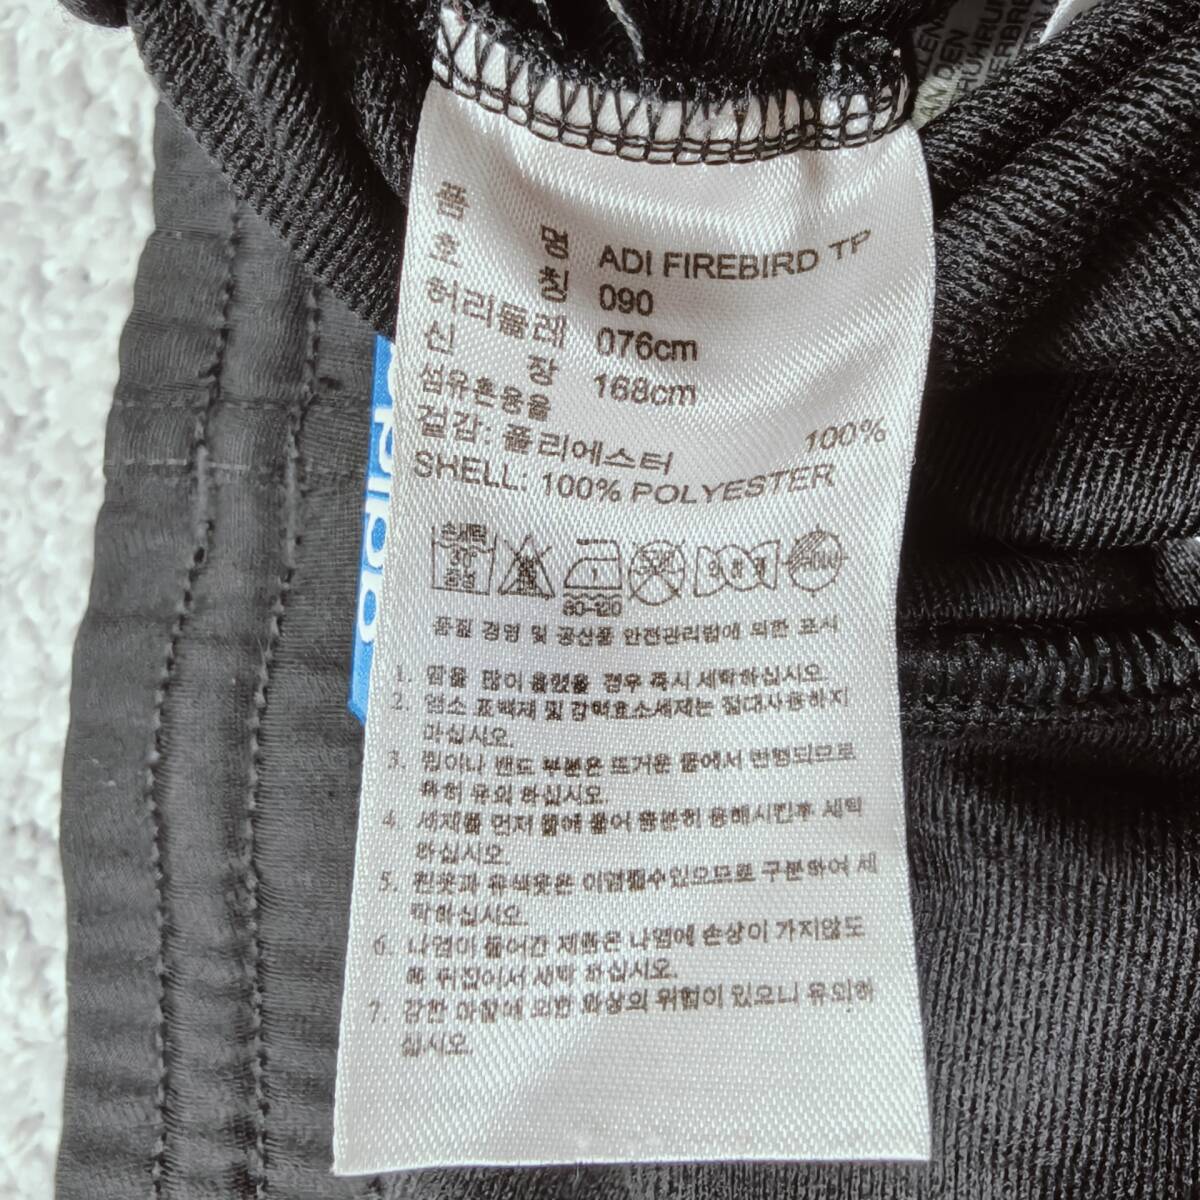 품 명 ADI FIREBIRD TP
호 칭 090
허리둘레 076cm
신 장 168cm
섬유혼용율
겉감: 폴리에스터 100%
SHELL: 100% POLYESTER
손세탁
1 드라이
80-120
품질 경영 및 공산품 안전관리법에 의한 표시
1. 땀을 많이 흘렸을 경우 즉시 세탁하십시오.
2. 염소 표백제 및 강력효소세제는 절대사용하지
마십시오.
3. 립이나 밴드 부분은 뜨거운 물에서 변형되므로
특히 유의 하십시오.
4. 세제를 먼저 물에 풀어 충분히 용해시킨후 세탁
하십시오.
5. 흰옷과 유색옷은 이염될수있으므로 구분하여 세
탁하십시오.
6. 나염이 들어간 제품은 나염에 손상이 가지않도
록 뒤집어서 세탁 하십시오.
7. 강한 마찰에 의한 화상의 위험이 있으니 유의하
십시오.
adida